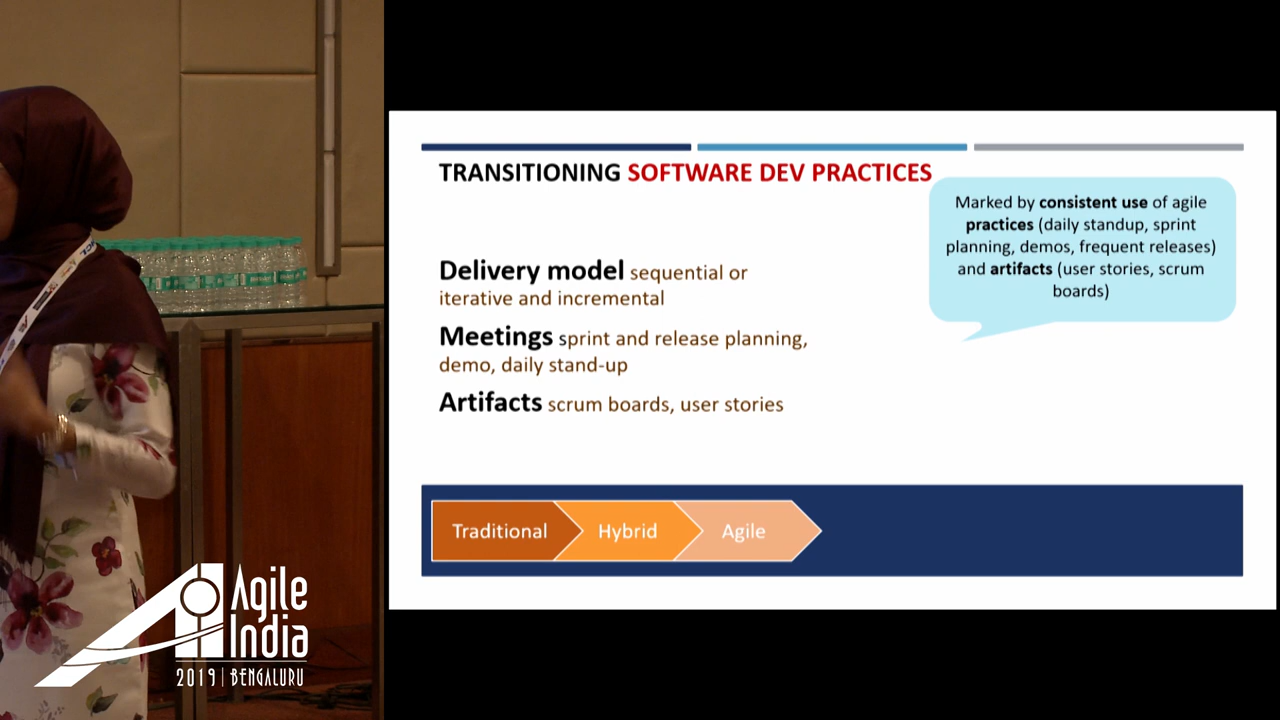 TRANSITIONING SOFTWARE DEV PRACTICES
Marked by consistent use of agile
practices (daily standup, sprint
planning, demos, frequent releases)
and artifacts (user stories, scrum
boards)
Delivery model sequential or
iterative and incremental
Meetings sprint and release planning,
demo, daily stand-up
Artifacts scrum boards, user stories
Traditional
Hybrid
Agile
Agile
India
2019 | BENGALURU